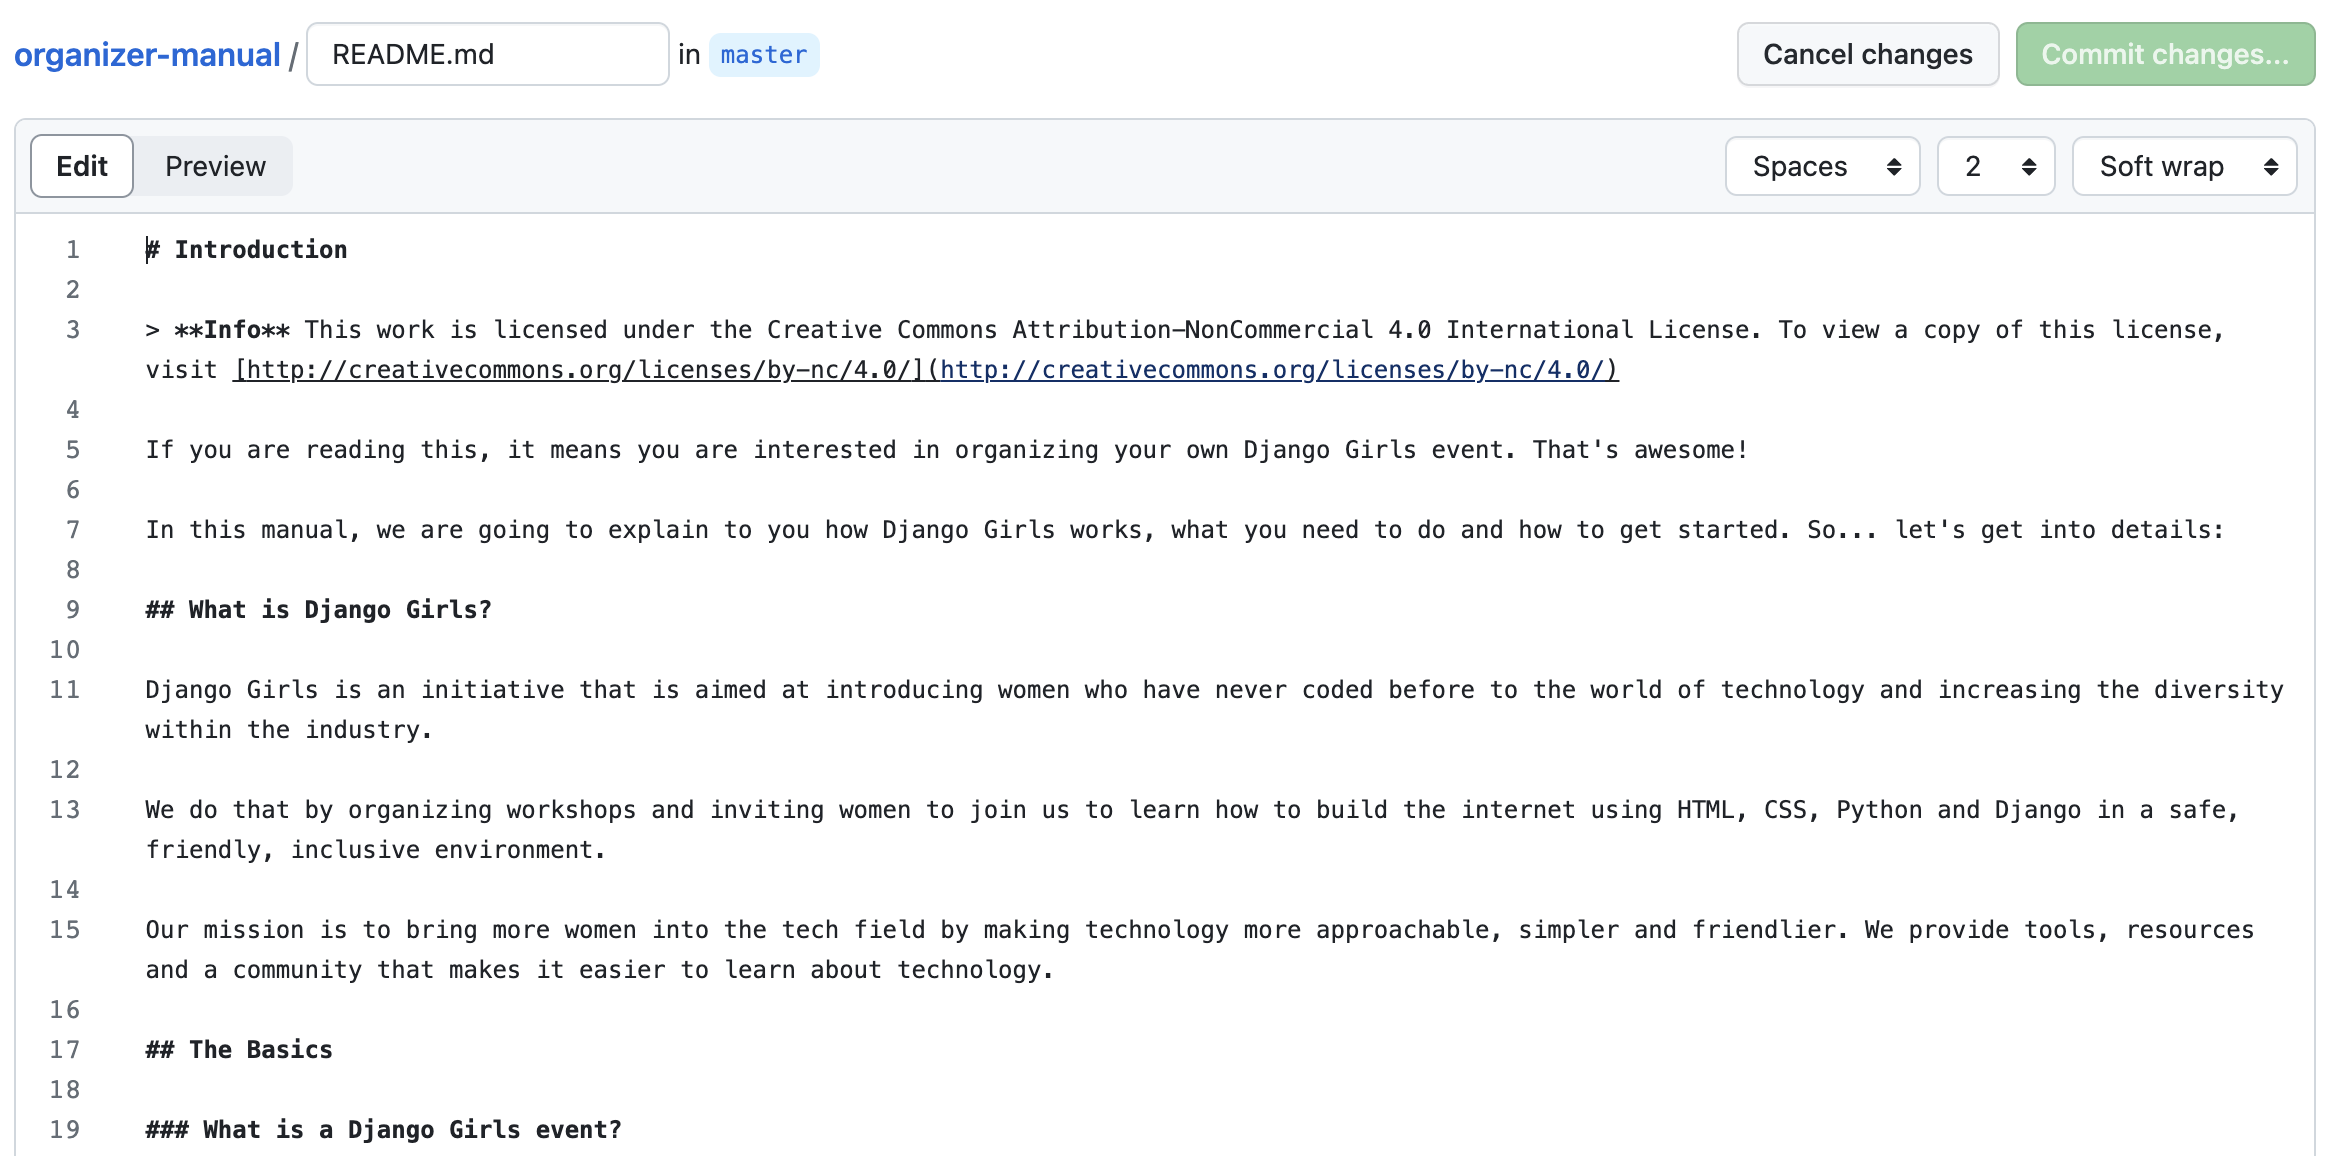 organizer-manual / README.md in master Cancel changes Commit changes...
Edit Preview Spaces 2 Soft wrap
1 # Introduction
2
3 > **Info** This work is licensed under the Creative Commons Attribution-NonCommercial 4.0 International License. To view a copy of this license,
visit [http://creativecommons.org/licenses/by-nc/4.0/](http://creativecommons.org/licenses/by-nc/4.0/)
4
5 If you are reading this, it means you are interested in organizing your own Django Girls event. That's awesome!
6
7 In this manual, we are going to explain to you how Django Girls works, what you need to do and how to get started. So... let's get into details:
8
9 ## What is Django Girls?
10
11 Django Girls is an initiative that is aimed at introducing women who have never coded before to the world of technology and increasing the diversity
within the industry.
12
13 We do that by organizing workshops and inviting women to join us to learn how to build the internet using HTML, CSS, Python and Django in a safe,
friendly, inclusive environment.
14
15 Our mission is to bring more women into the tech field by making technology more approachable, simpler and friendlier. We provide tools, resources
and a community that makes it easier to learn about technology.
16
17 ## The Basics
18
19 ### What is a Django Girls event?